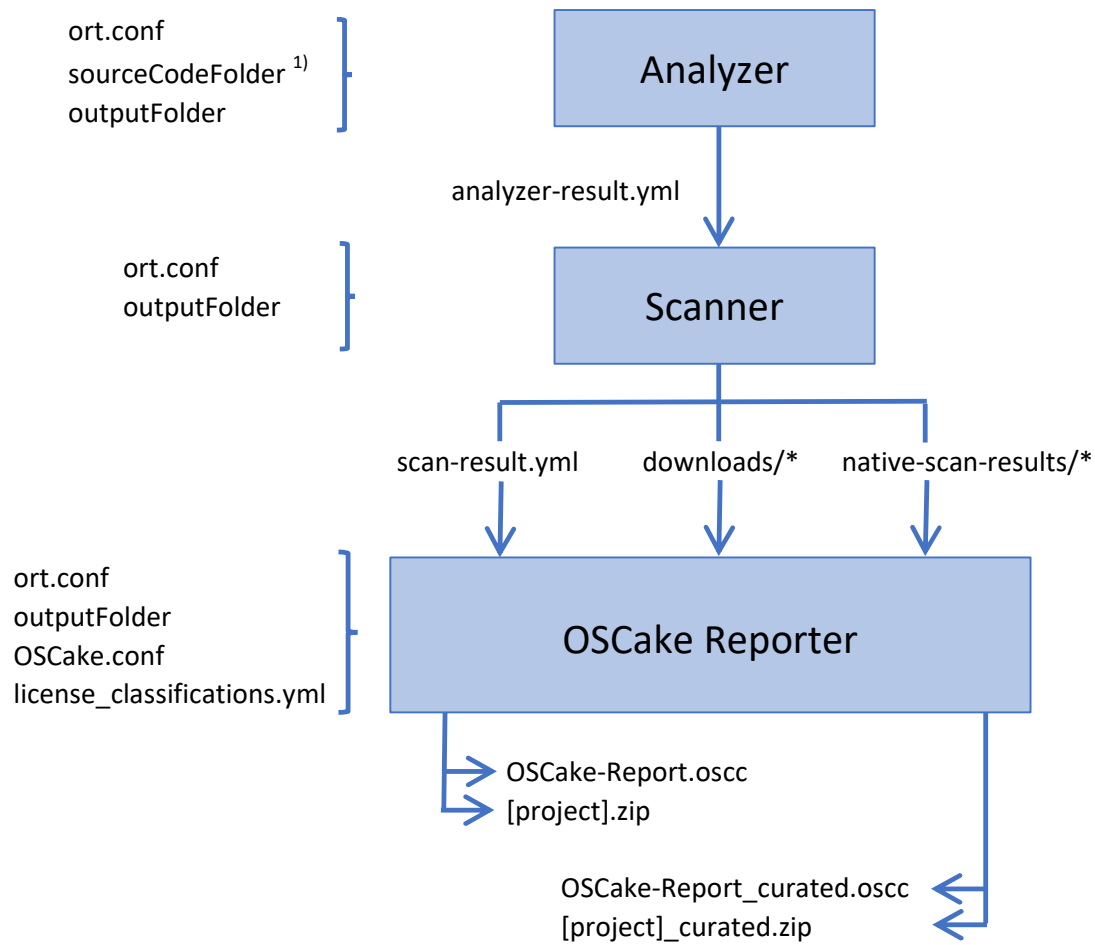 ort.conf
sourceCodeFolder 1)
outputFolder
Analyzer
analyzer-result.yml
ort.conf
outputFolder
Scanner
scan-result.yml
downloads/*
native-scan-results/*
ort.conf
outputFolder
OSCake.conf
license_classifications.yml
OSCake Reporter
OSCake-Report.oscc
[project].zip
OSCake-Report_curated.oscc
[project]_curated.zip